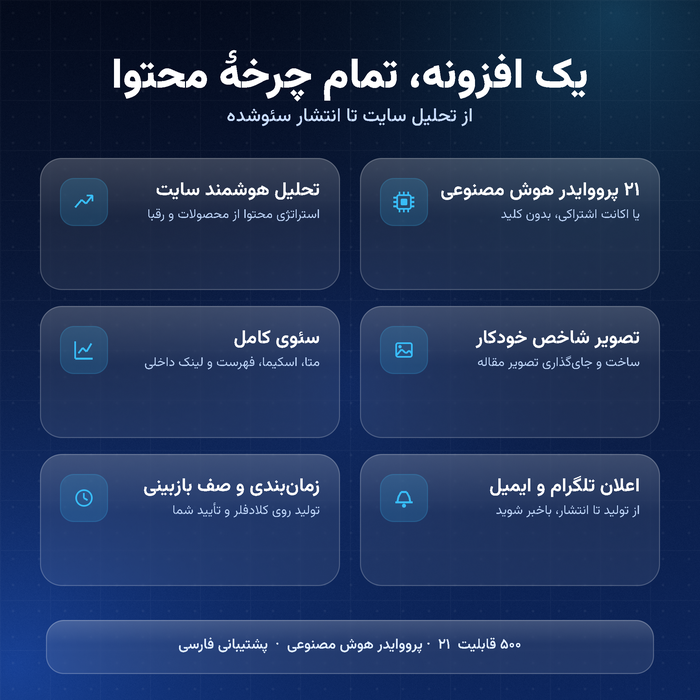 یک افزونه، تمام چرخهٔ محتوا
از تحلیل سایت تا انتشار سئوشده
۲۱ پرووایدر هوش مصنوعی
با اکانت اشتراکی، بدون کلید
تحلیل هوشمند سایت
استراتژی محتوا از محصولات و رقبا
تصویر شاخص خودکار
ساخت و جای‌گذاری تصویر مقاله
سئوی کامل
متا، اسکیما، فهرست و لینک داخلی
اعلان تلگرام و ایمیل
از تولید تا انتشار، باخبر شوید
زمان‌بندی و صف بازبینی
تولید روی کلادفلر و تأیید شما
۵۰۰ قابلیت ۲۱ · پرووایدر هوش مصنوعی · پشتیبانی فارسی